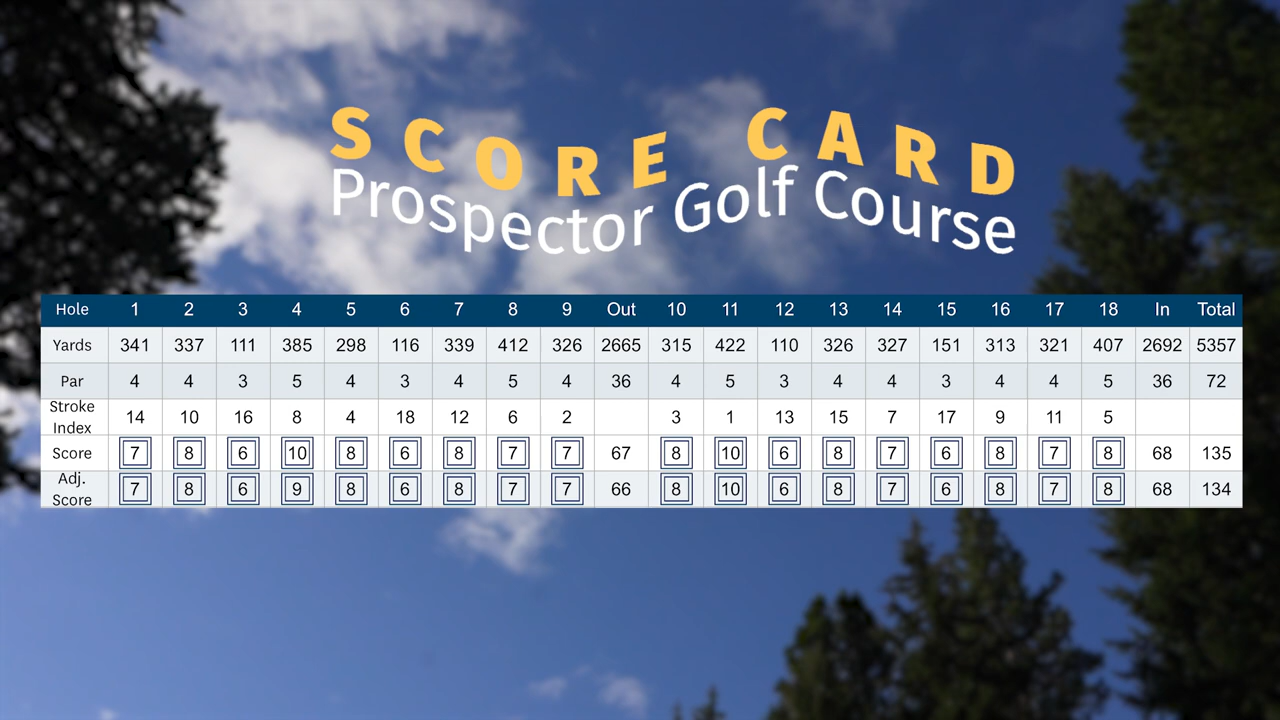 SCORE CARD
Prospector Golf Course
Hole 1 2 3 4 5 6 7 8 9 Out 10 11 12 13 14 15 16 17 18 In Total
Yards 341 337 111 385 298 116 339 412 326 2665 315 422 110 326 327 151 313 321 407 2692 5357
Par 4 4 3 5 4 3 4 5 4 36 4 5 3 4 4 3 4 4 5 36 72
Stroke Index 14 10 16 8 4 18 12 6 2 3 1 13 15 7 17 9 11 5
Score 7 8 6 10 8 6 8 7 7 67 8 10 6 8 7 6 8 7 8 68 135
Adj. Score 7 8 6 9 8 6 8 7 7 66 8 10 6 8 7 6 8 7 8 68 134